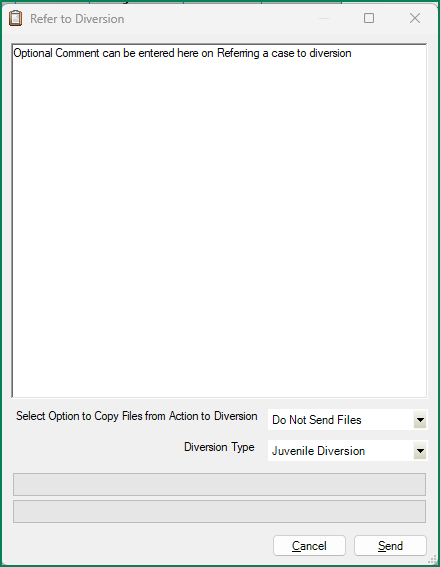 Refer to Diversion
Optional Comment can be entered here on Referring a case to diversion
Select Option to Copy Files from Action to Diversion
Do Not Send Files
Diversion Type
Juvenile Diversion
Cancel
Send